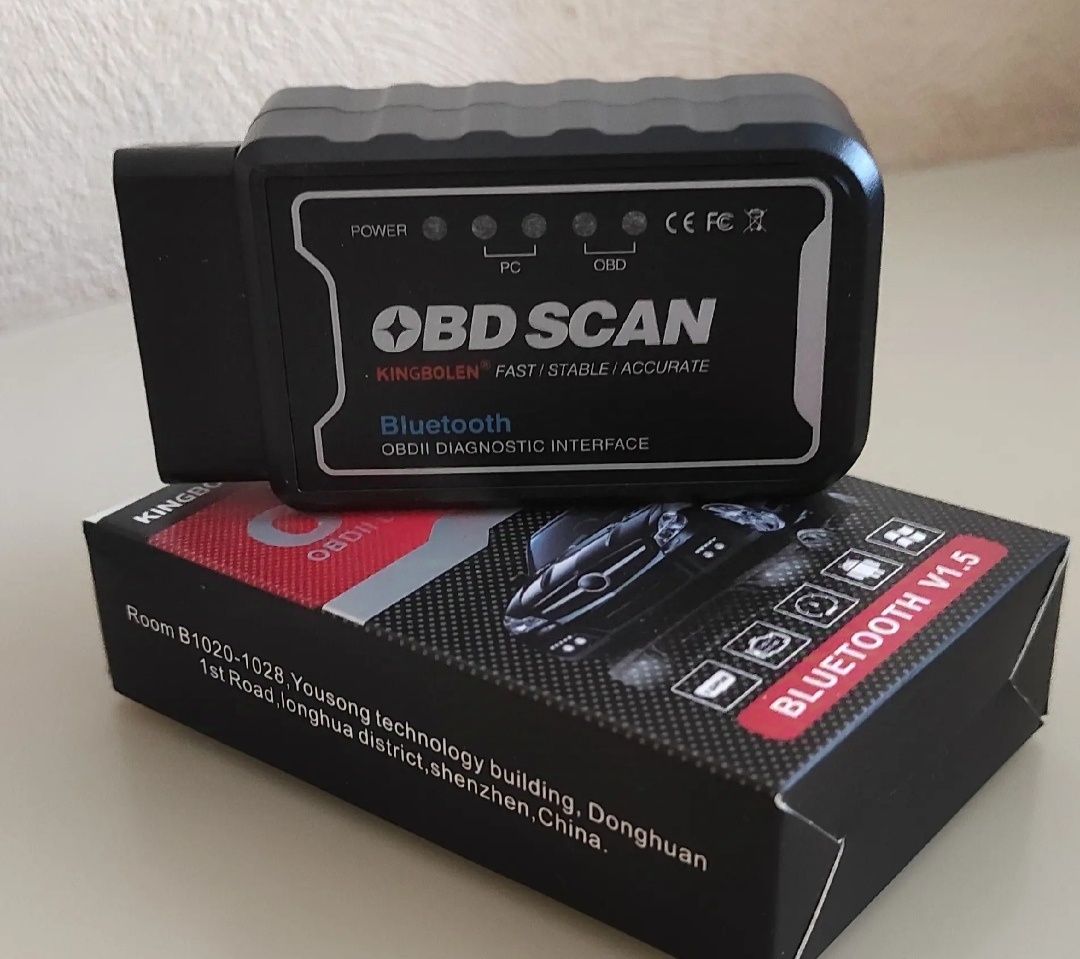 POWER
PC
OBD
CE FC
OBD SCAN
KINGBOLEN® FAST / STABLE / ACCURATE
Bluetooth
OBDII DIAGNOSTIC INTERFACE
OBDII
BLUETOOTH V1.5
Room B1020-1028,Yousong technology building, Donghuan
1st Road,longhua district,shenzhen,China.